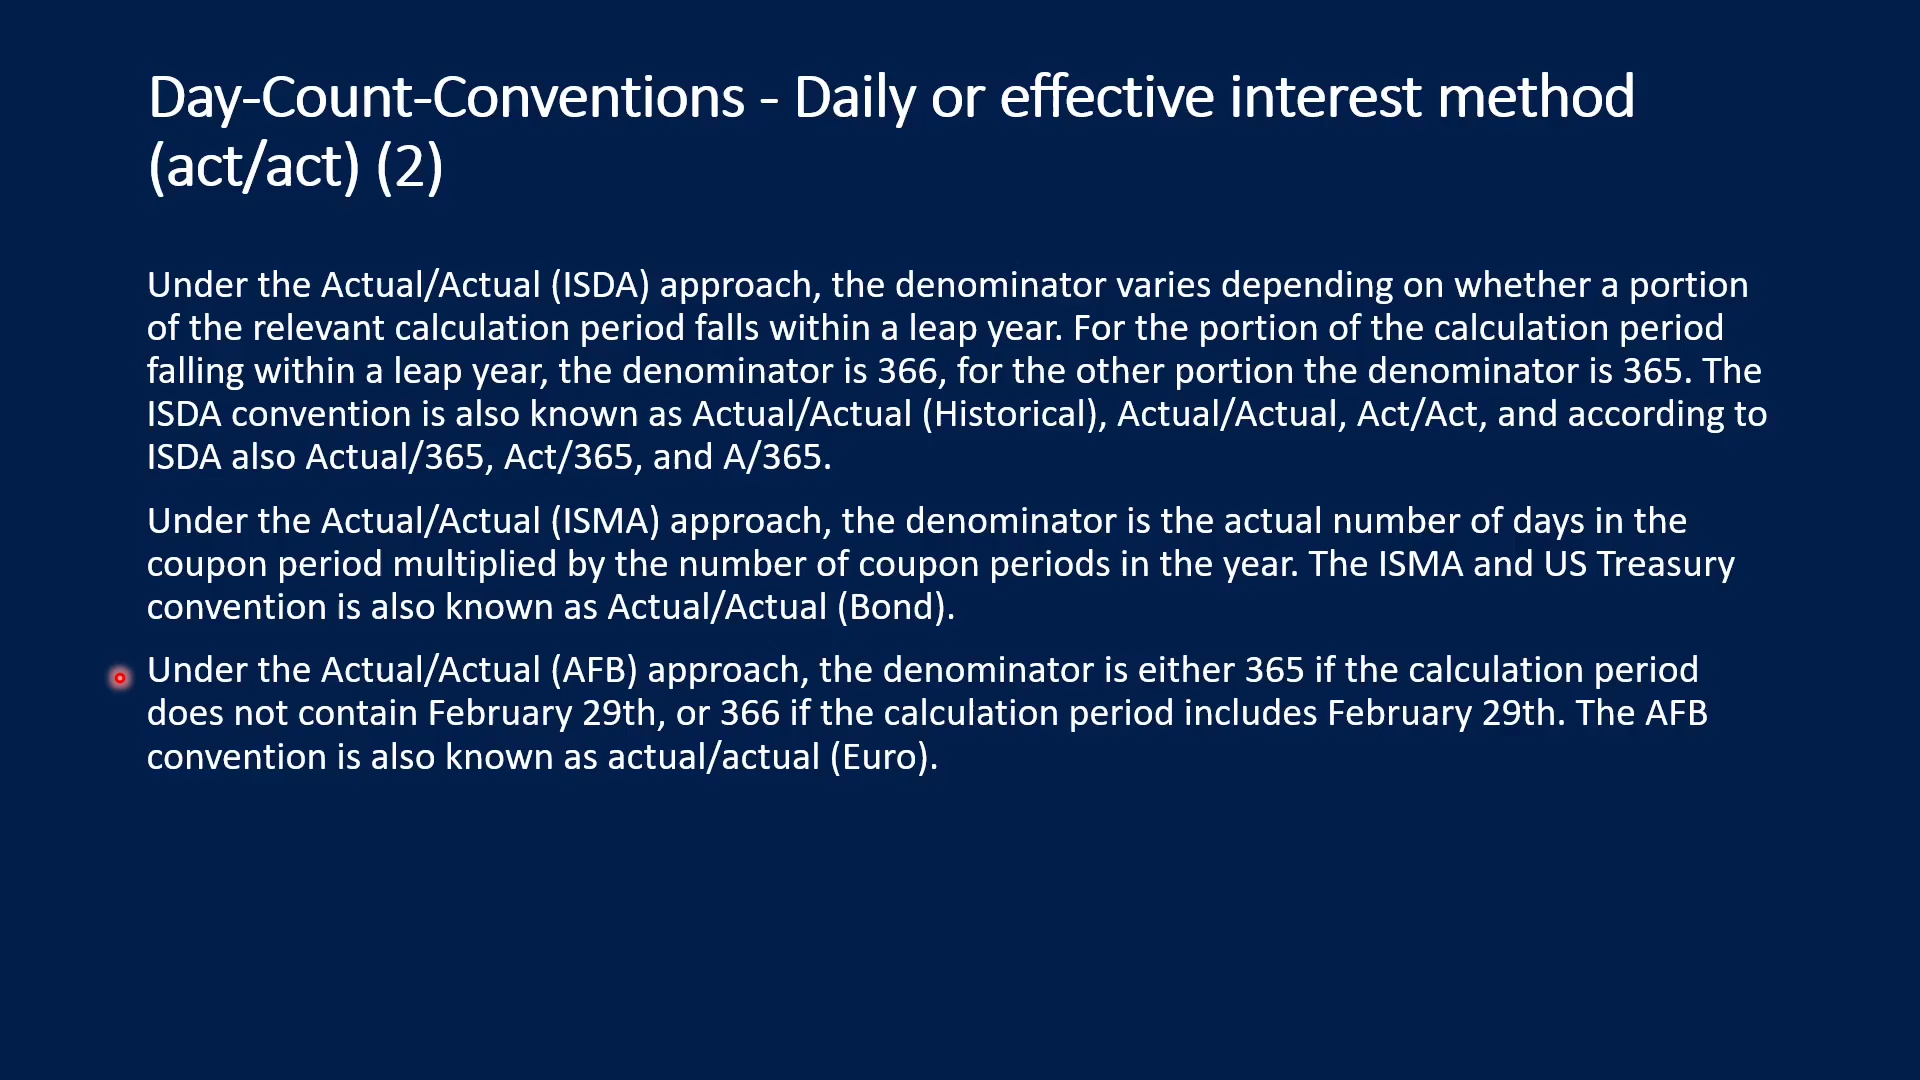 Day-Count-Conventions - Daily or effective interest method
(act/act) (2)
Under the Actual/Actual (ISDA) approach, the denominator varies depending on whether a portion
of the relevant calculation period falls within a leap year. For the portion of the calculation period
falling within a leap year, the denominator is 366, for the other portion the denominator is 365. The
ISDA convention is also known as Actual/Actual (Historical), Actual/Actual, Act/Act, and according to
ISDA also Actual/365, Act/365, and A/365.
Under the Actual/Actual (ISMA) approach, the denominator is the actual number of days in the
coupon period multiplied by the number of coupon periods in the year. The ISMA and US Treasury
convention is also known as Actual/Actual (Bond).
Under the Actual/Actual (AFB) approach, the denominator is either 365 if the calculation period
does not contain February 29th, or 366 if the calculation period includes February 29th. The AFB
convention is also known as actual/actual (Euro).